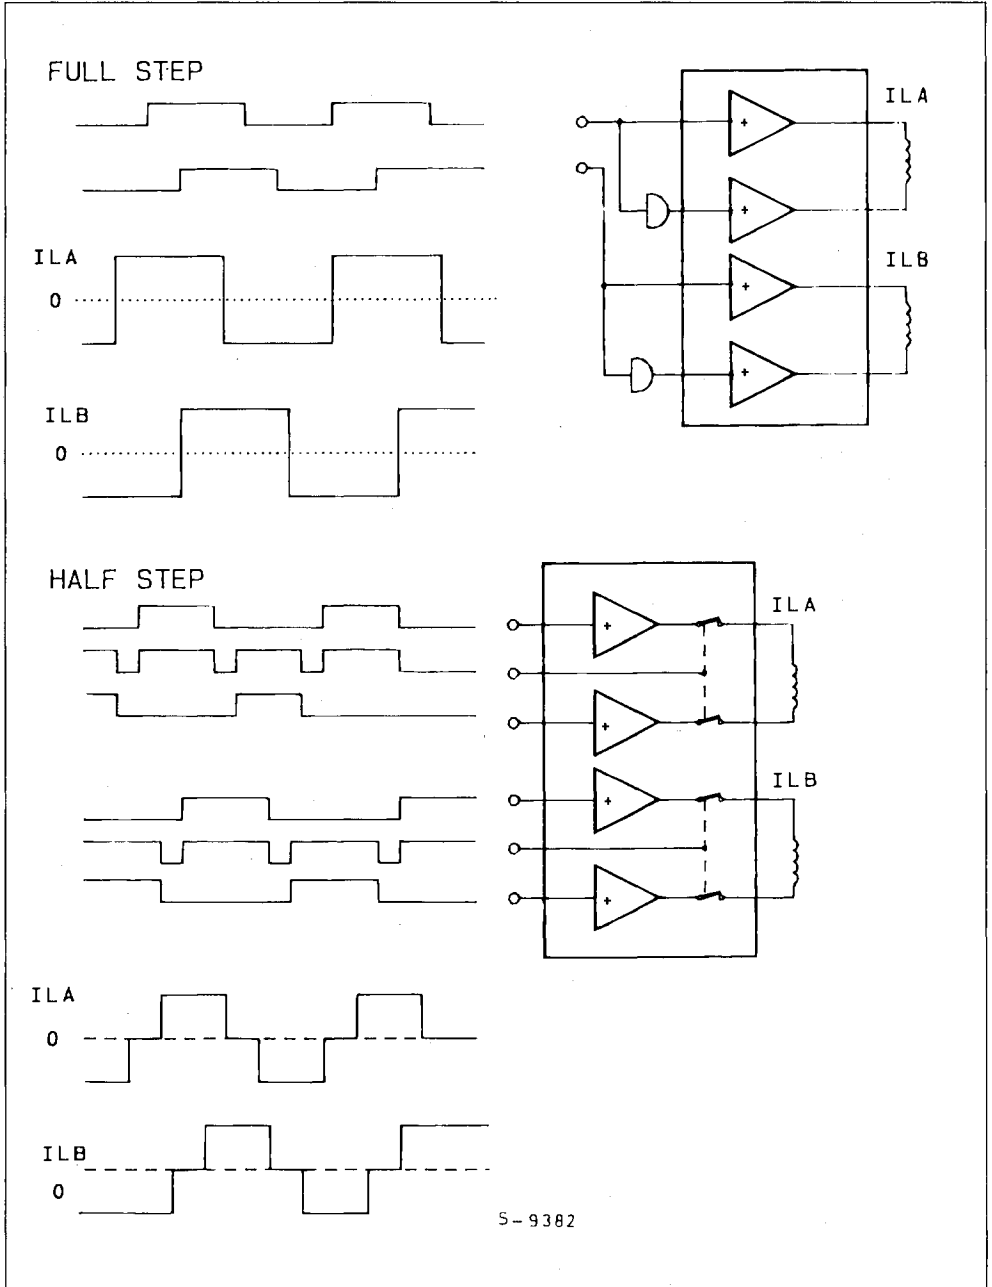 FULL STEP
ILA
0
ILB
0
ILA
+
+
ILB
+
+
HALF STEP
ILA
+
+
ILB
+
+
ILA
0
ILB
0
S-9382